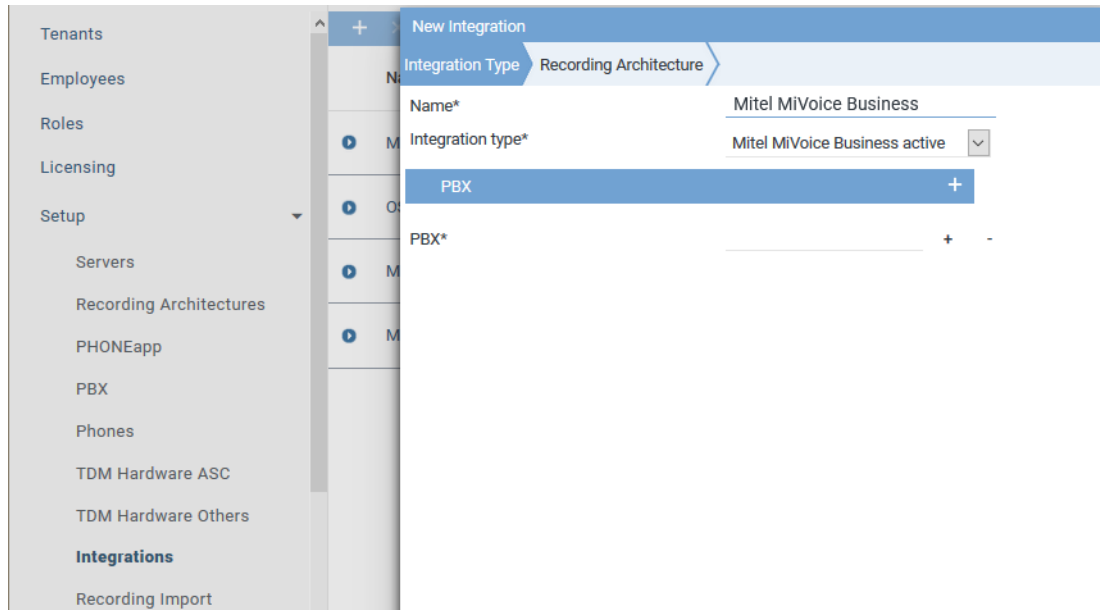 Tenants
Employees
Roles
Licensing
Setup
Servers
Recording Architectures
PHONEapp
PBX
Phones
TDM Hardware ASC
TDM Hardware Others
Integrations
Recording Import
+
New Integration
Integration Type
Recording Architecture
Name* Mitel MiVoice Business
Integration type* Mitel MiVoice Business active
PBX +
PBX* + -